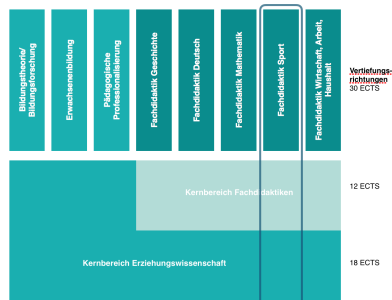 Bildungstheorie/
Bildungsforschung
Erwachsenenbildung
Pädagogische
Professionalisierung
Fachdidaktik Geschichte
Fachdidaktik Deutsch
Fachdidaktik Mathematik
Fachdidaktik Sport
Fachdidaktik Wirtschaft, Arbeit,
Haushalt
Vertiefungs-
richtungen
30 ECTS
Kernbereich Fachdidaktiken
12 ECTS
Kernbereich Erziehungswissenschaft
18 ECTS